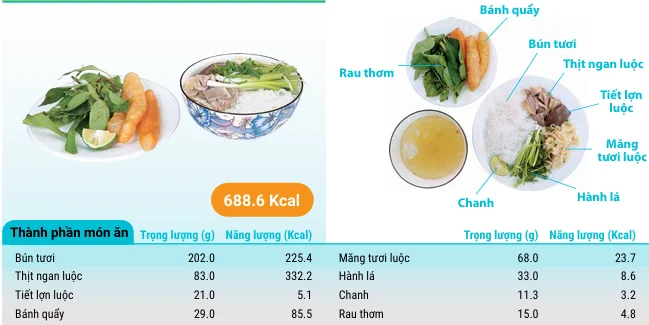 Bánh quẩy
Bún tươi
Thịt ngan luộc
Rau thơm
Tiết lợn
luộc
Măng
tươi luộc
Hành lá
Chanh
688.6 Kcal
Thành phần món ăn Trọng lượng (g) Năng lượng (Kcal) Trọng lượng (g) Năng lượng (Kcal)
Bún tươi 202.0 225.4 Măng tươi luộc 68.0 23.7
Thịt ngan luộc 83.0 332.2 Hành lá 33.0 8.6
Tiết lợn luộc 21.0 5.1 Chanh 11.3 3.2
Bánh quẩy 29.0 85.5 Rau thơm 15.0 4.8